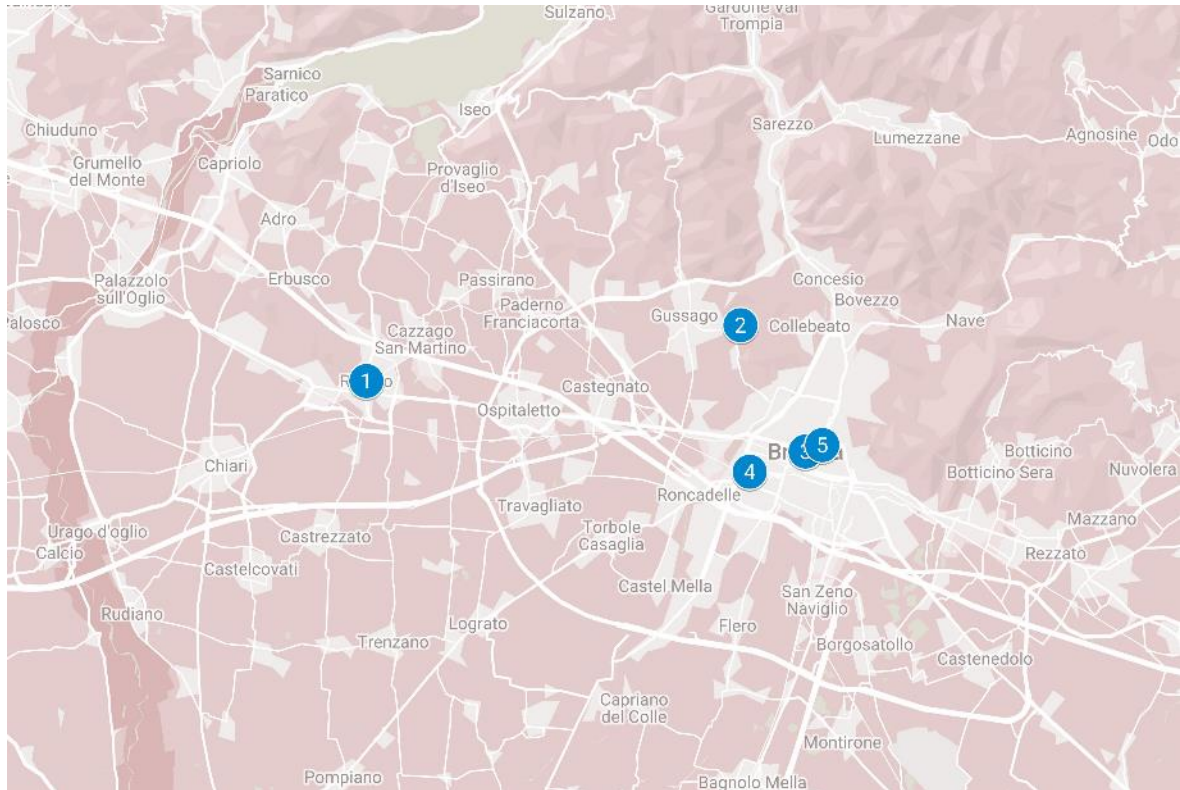 Sulzano
Gardone Val
Trompia
Sarnico
Paratico
Iseo
Chiuduno
Sarezzo
Lumezzane
Agnosine
Odo
Grumello
del Monte
Capriolo
Provaglio
d'Iseo
Adro
Palazzolo
sull'Oglio
Erbusco
Passirano
Concesio
Bovezzo
Paderno
Franciacorta
Gussago
2
Collebeato
Nave
Palosco
Cazzago
San Martino
1
Castegnato
Ospitaletto
3
5
4
Botticino
Botticino Sera
Nuvolera
Chiari
Roncadelle
Travagliato
Torbole
Casaglia
Mazzano
Urago d'oglio
Calcio
Castrezzato
Rezzato
Castelcovati
Castel Mella
San Zeno
Naviglio
Rudiano
Lograto
Flero
Trenzano
Borgosatollo
Castenedolo
Capriano
del Colle
Montirone
Pompiano
Bagnolo Mella